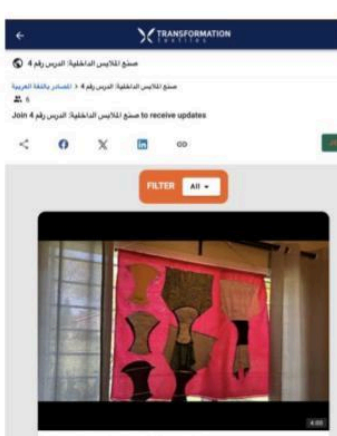 TRANSFORMATION
Textiles
صنع الملابس الداخلية: الدرس رقم 4
المصادر باللغة العربية > صنع الملابس الداخلية: الدرس رقم 4
6
Join صنع الملابس الداخلية: الدرس رقم 4 to receive updates
FILTER
All
4:00